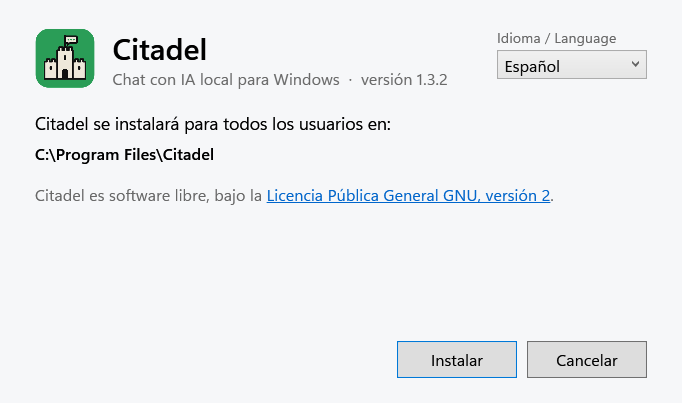 Citadel
Chat con IA local para Windows · versión 1.3.2
Idioma / Language
Español
Citadel se instalará para todos los usuarios en:
C:\Program Files\Citadel
Citadel es software libre, bajo la Licencia Pública General GNU, versión 2.
Instalar
Cancelar